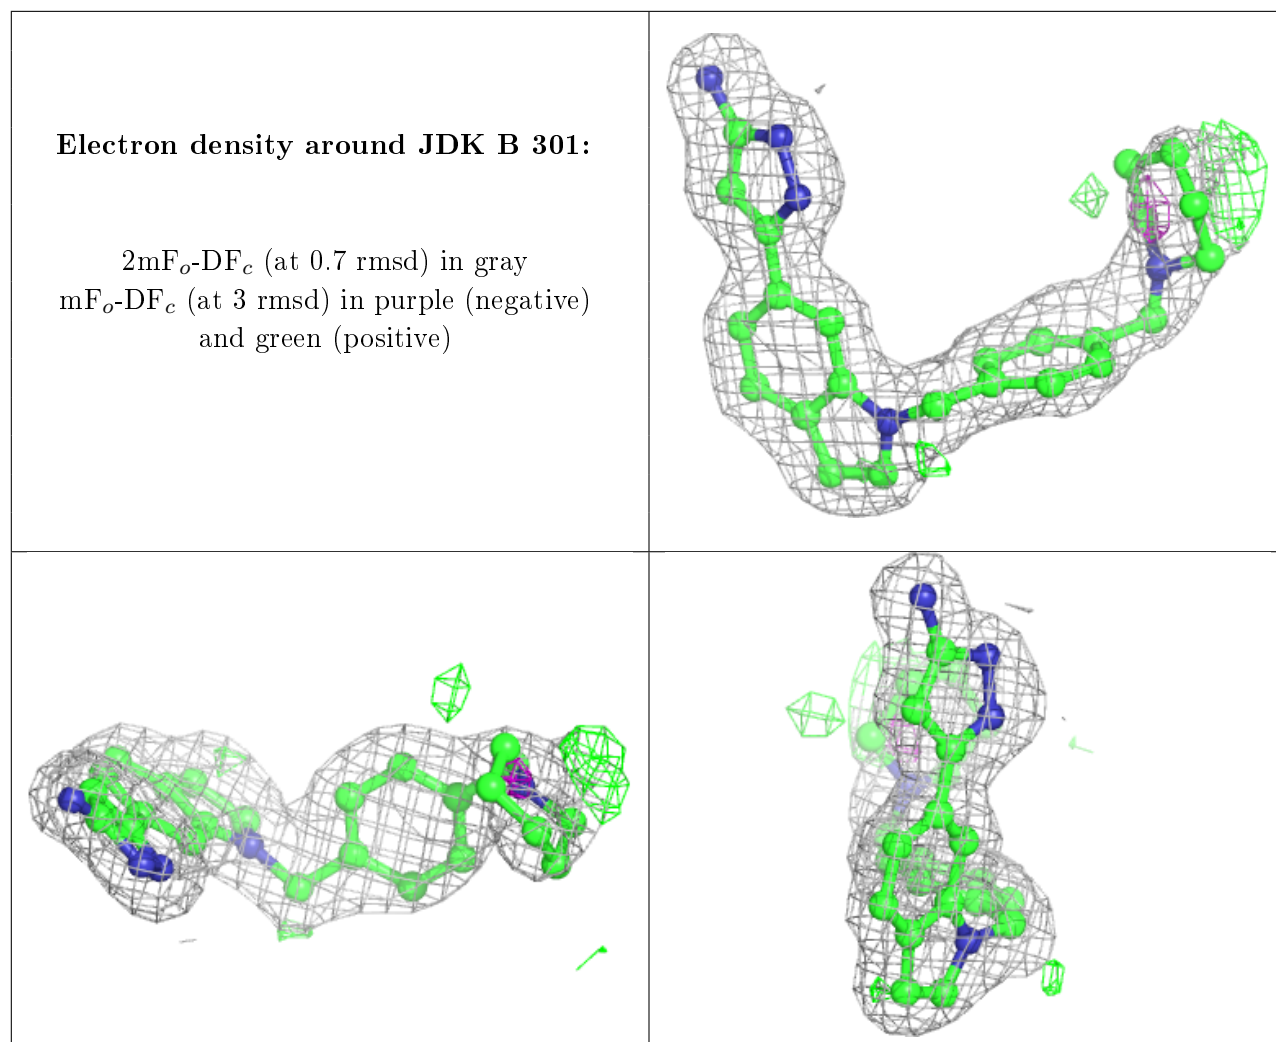 Electron density around JDK B 301:
2mFo-DFc (at 0.7 rmsd) in gray
mFo-DFc (at 3 rmsd) in purple (negative)
and green (positive)